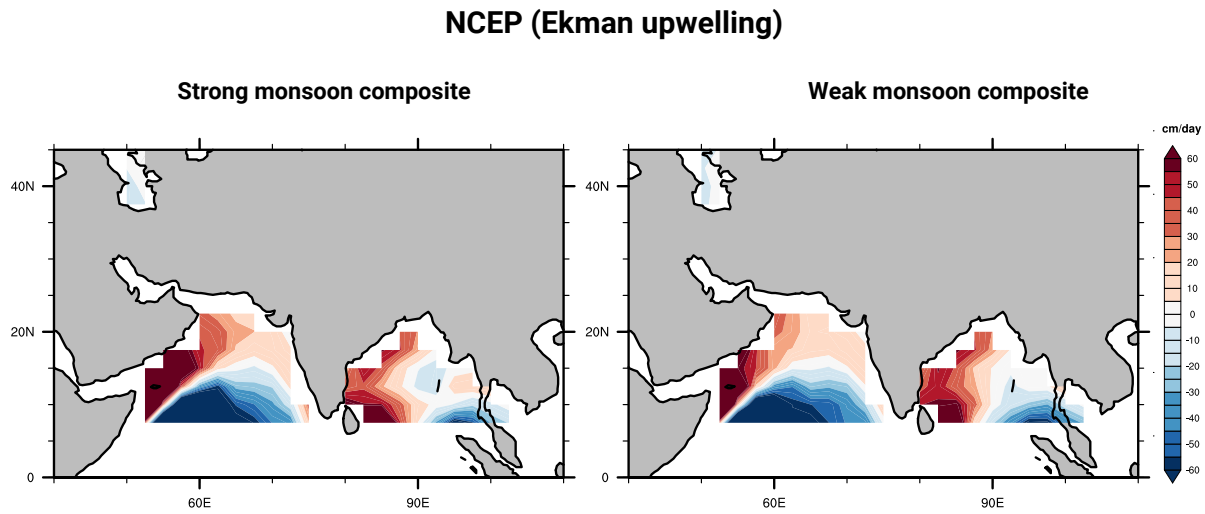 NCEP (Ekman upwelling)
Strong monsoon composite
Weak monsoon composite
cm/day
40N
20N
0
60E
90E
40N
20N
0
60E
90E
60
50
40
30
20
10
0
-10
-20
-30
-40
-50
-60